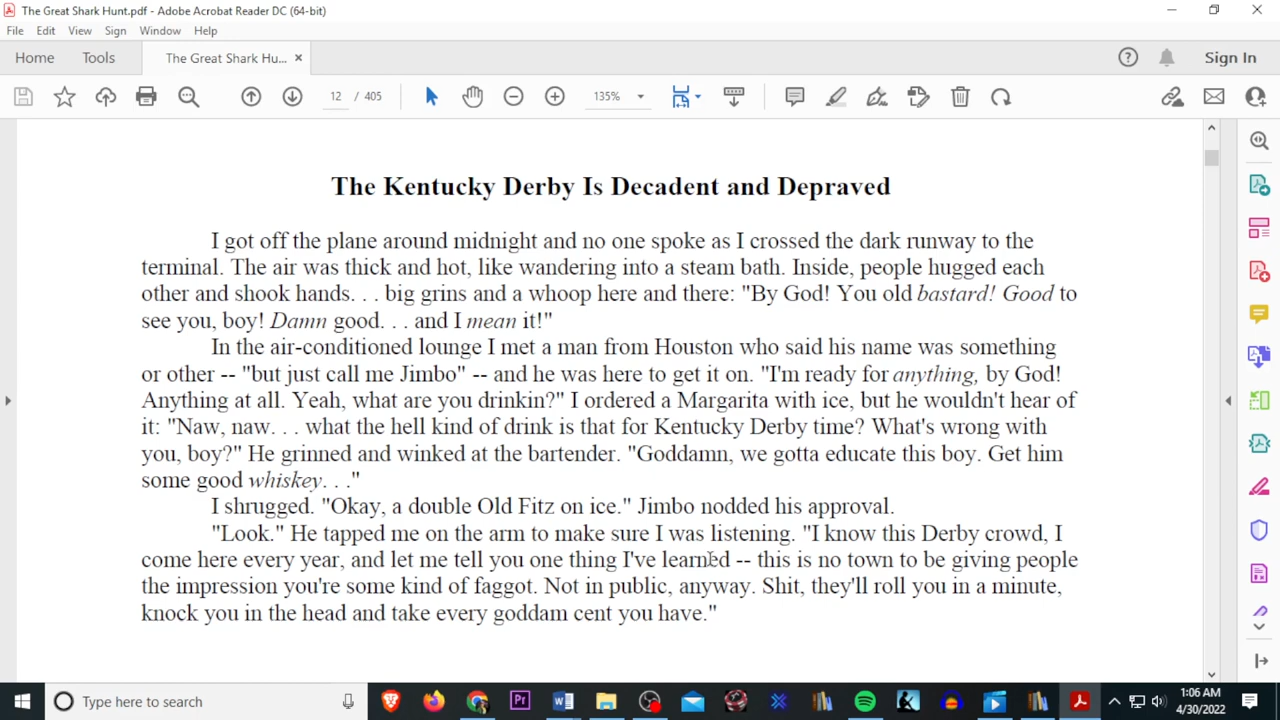 The Great Shark Hunt.pdf - Adobe Acrobat Reader DC (64-bit)
File Edit View Sign Window Help
Home Tools The Great Shark Hu... × Sign In
12 / 405 135%
The Kentucky Derby Is Decadent and Depraved
I got off the plane around midnight and no one spoke as I crossed the dark runway to the
terminal. The air was thick and hot, like wandering into a steam bath. Inside, people hugged each
other and shook hands. . . big grins and a whoop here and there: "By God! You old bastard! Good to
see you, boy! Damn good. . . and I mean it!"
In the air-conditioned lounge I met a man from Houston who said his name was something
or other -- "but just call me Jimbo" -- and he was here to get it on. "I'm ready for anything, by God!
Anything at all. Yeah, what are you drinkin?" I ordered a Margarita with ice, but he wouldn't hear of
it: "Naw, naw. . . what the hell kind of drink is that for Kentucky Derby time? What's wrong with
you, boy?" He grinned and winked at the bartender. "Goddamn, we gotta educate this boy. Get him
some good whiskey. . ."
I shrugged. "Okay, a double Old Fitz on ice." Jimbo nodded his approval.
"Look." He tapped me on the arm to make sure I was listening. "I know this Derby crowd, I
come here every year, and let me tell you one thing I've learned -- this is no town to be giving people
the impression you're some kind of faggot. Not in public, anyway. Shit, they'll roll you in a minute,
knock you in the head and take every goddam cent you have."
Type here to search
1:06 AM
4/30/2022